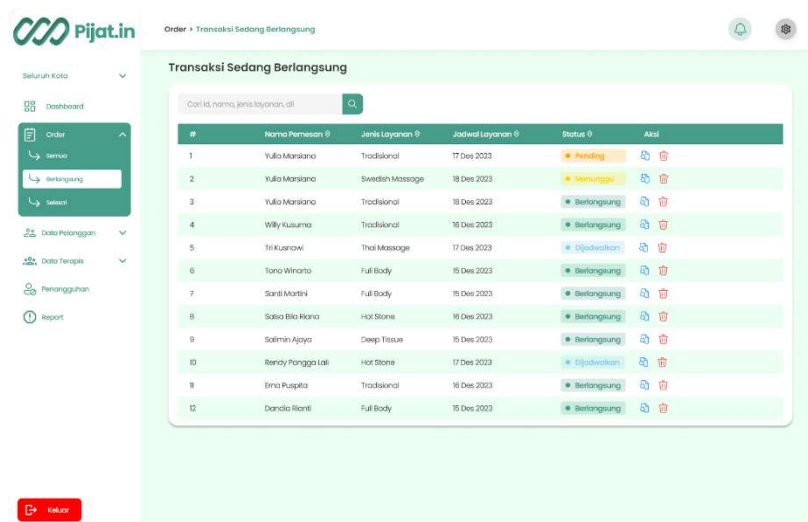 Pijat.in
Order > Transaksi Sedang Berlangsung
Seluruh Kota
Dashboard
Order
Semua
Berlangsung
Selesai
Data Pelanggan
Data Terapis
Penangguhan
Report
Keluar
Transaksi Sedang Berlangsung
Cari id, nama, jenis layanan, dll
# Nama Pemesan Jenis Layanan Jadwal Layanan Status Aksi
1 Yulia Marsiana Tradisional 17 Des 2023 Pending
2 Yulia Marsiana Swedish Massage 18 Des 2023 Menunggu
3 Yulia Marsiana Tradisional 18 Des 2023 Berlangsung
4 Willy Kusuma Tradisional 16 Des 2023 Berlangsung
5 Tri Kusnawi Thai Massage 17 Des 2023 Dijadwalkan
6 Tono Winarto Full Body 15 Des 2023 Berlangsung
7 Santi Martini Full Body 15 Des 2023 Berlangsung
8 Salsa Bila Riana Hot Stone 16 Des 2023 Berlangsung
9 Salimin Ajaya Deep Tissue 15 Des 2023 Berlangsung
10 Rendy Pangga Lali Hot Stone 17 Des 2023 Dijadwalkan
11 Erna Puspita Tradisional 16 Des 2023 Berlangsung
12 Dandia Rianti Full Body 15 Des 2023 Berlangsung